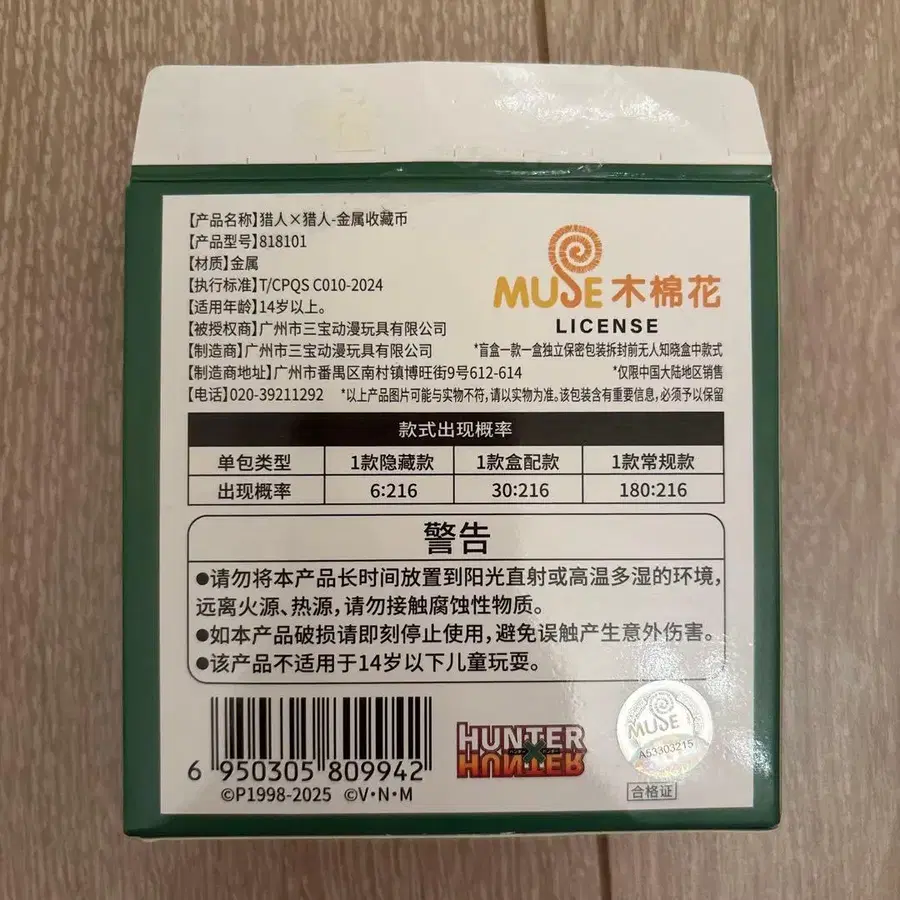 【产品名称】猎人×猎人-金属收藏币
【产品型号】818101
【材质】金属
【执行标准】T/CPQS C010-2024
【适用年龄】14岁以上。
【被授权商】广州市三宝动漫玩具有限公司
【制造商】广州市三宝动漫玩具有限公司
【制造商地址】广州市番禺区南村镇博旺街9号612-614
【电话】020-39211292
MUSE 木棉花
LICENSE
*盲盒一款一盒独立保密包装拆封前无人知晓盒中款式
*仅限中国大陆地区销售
*以上产品图片可能与实物不符,请以实物为准。该包装含有重要信息,必须予以保留
款式出现概率
单包类型 1款隐藏款 1款盒配款 1款常规款
出现概率 6:216 30:216 180:216
警告
●请勿将本产品长时间放置到阳光直射或高温多湿的环境,
远离火源、热源,请勿接触腐蚀性物质。
●如本产品破损请即刻停止使用,避免误触产生意外伤害。
●该产品不适用于14岁以下儿童玩耍。
6 950305 809942
©P1998-2025 ©V·N·M
HUNTER
×
HUNTER
MUSE
A53303215
合格证